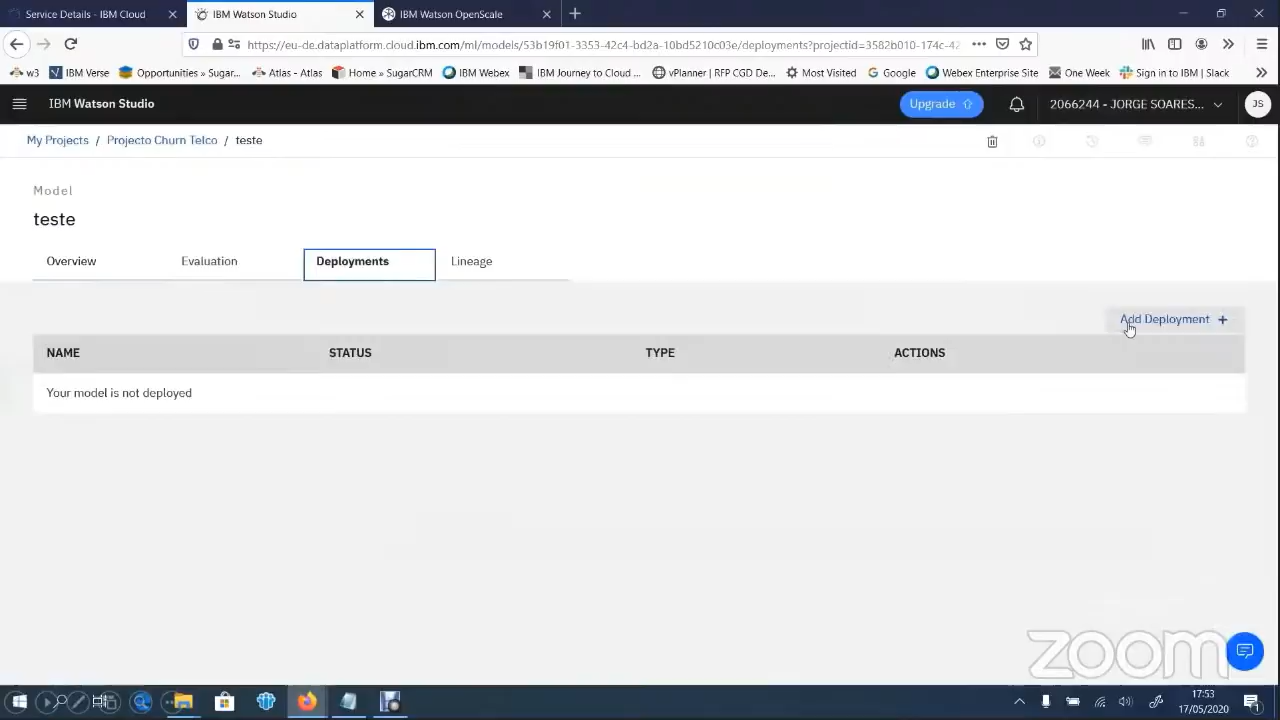 Service Details - IBM Cloud
IBM Watson Studio
IBM Watson OpenScale
https://eu-de.dataplatform.cloud.ibm.com/ml/models/53b19f01-3353-42c4-bd2a-10bd5210c03e/deployments?projectid=3582b010-174c-42
w3 IBM Verse Opportunities » Sugar... Atlas - Atlas Home » SugarCRM IBM Webex IBM Journey to Cloud ... vPlanner | RFP CGD De... Most Visited Google Webex Enterprise Site One Week Sign in to IBM | Slack
IBM Watson Studio
Upgrade
2066244 - JORGE SOARES...
JS
My Projects / Projecto Churn Telco / teste
Model
teste
Overview Evaluation Deployments Lineage
Add Deployment +
NAME STATUS TYPE ACTIONS
Your model is not deployed
zoom
17:53
17/05/2020
1